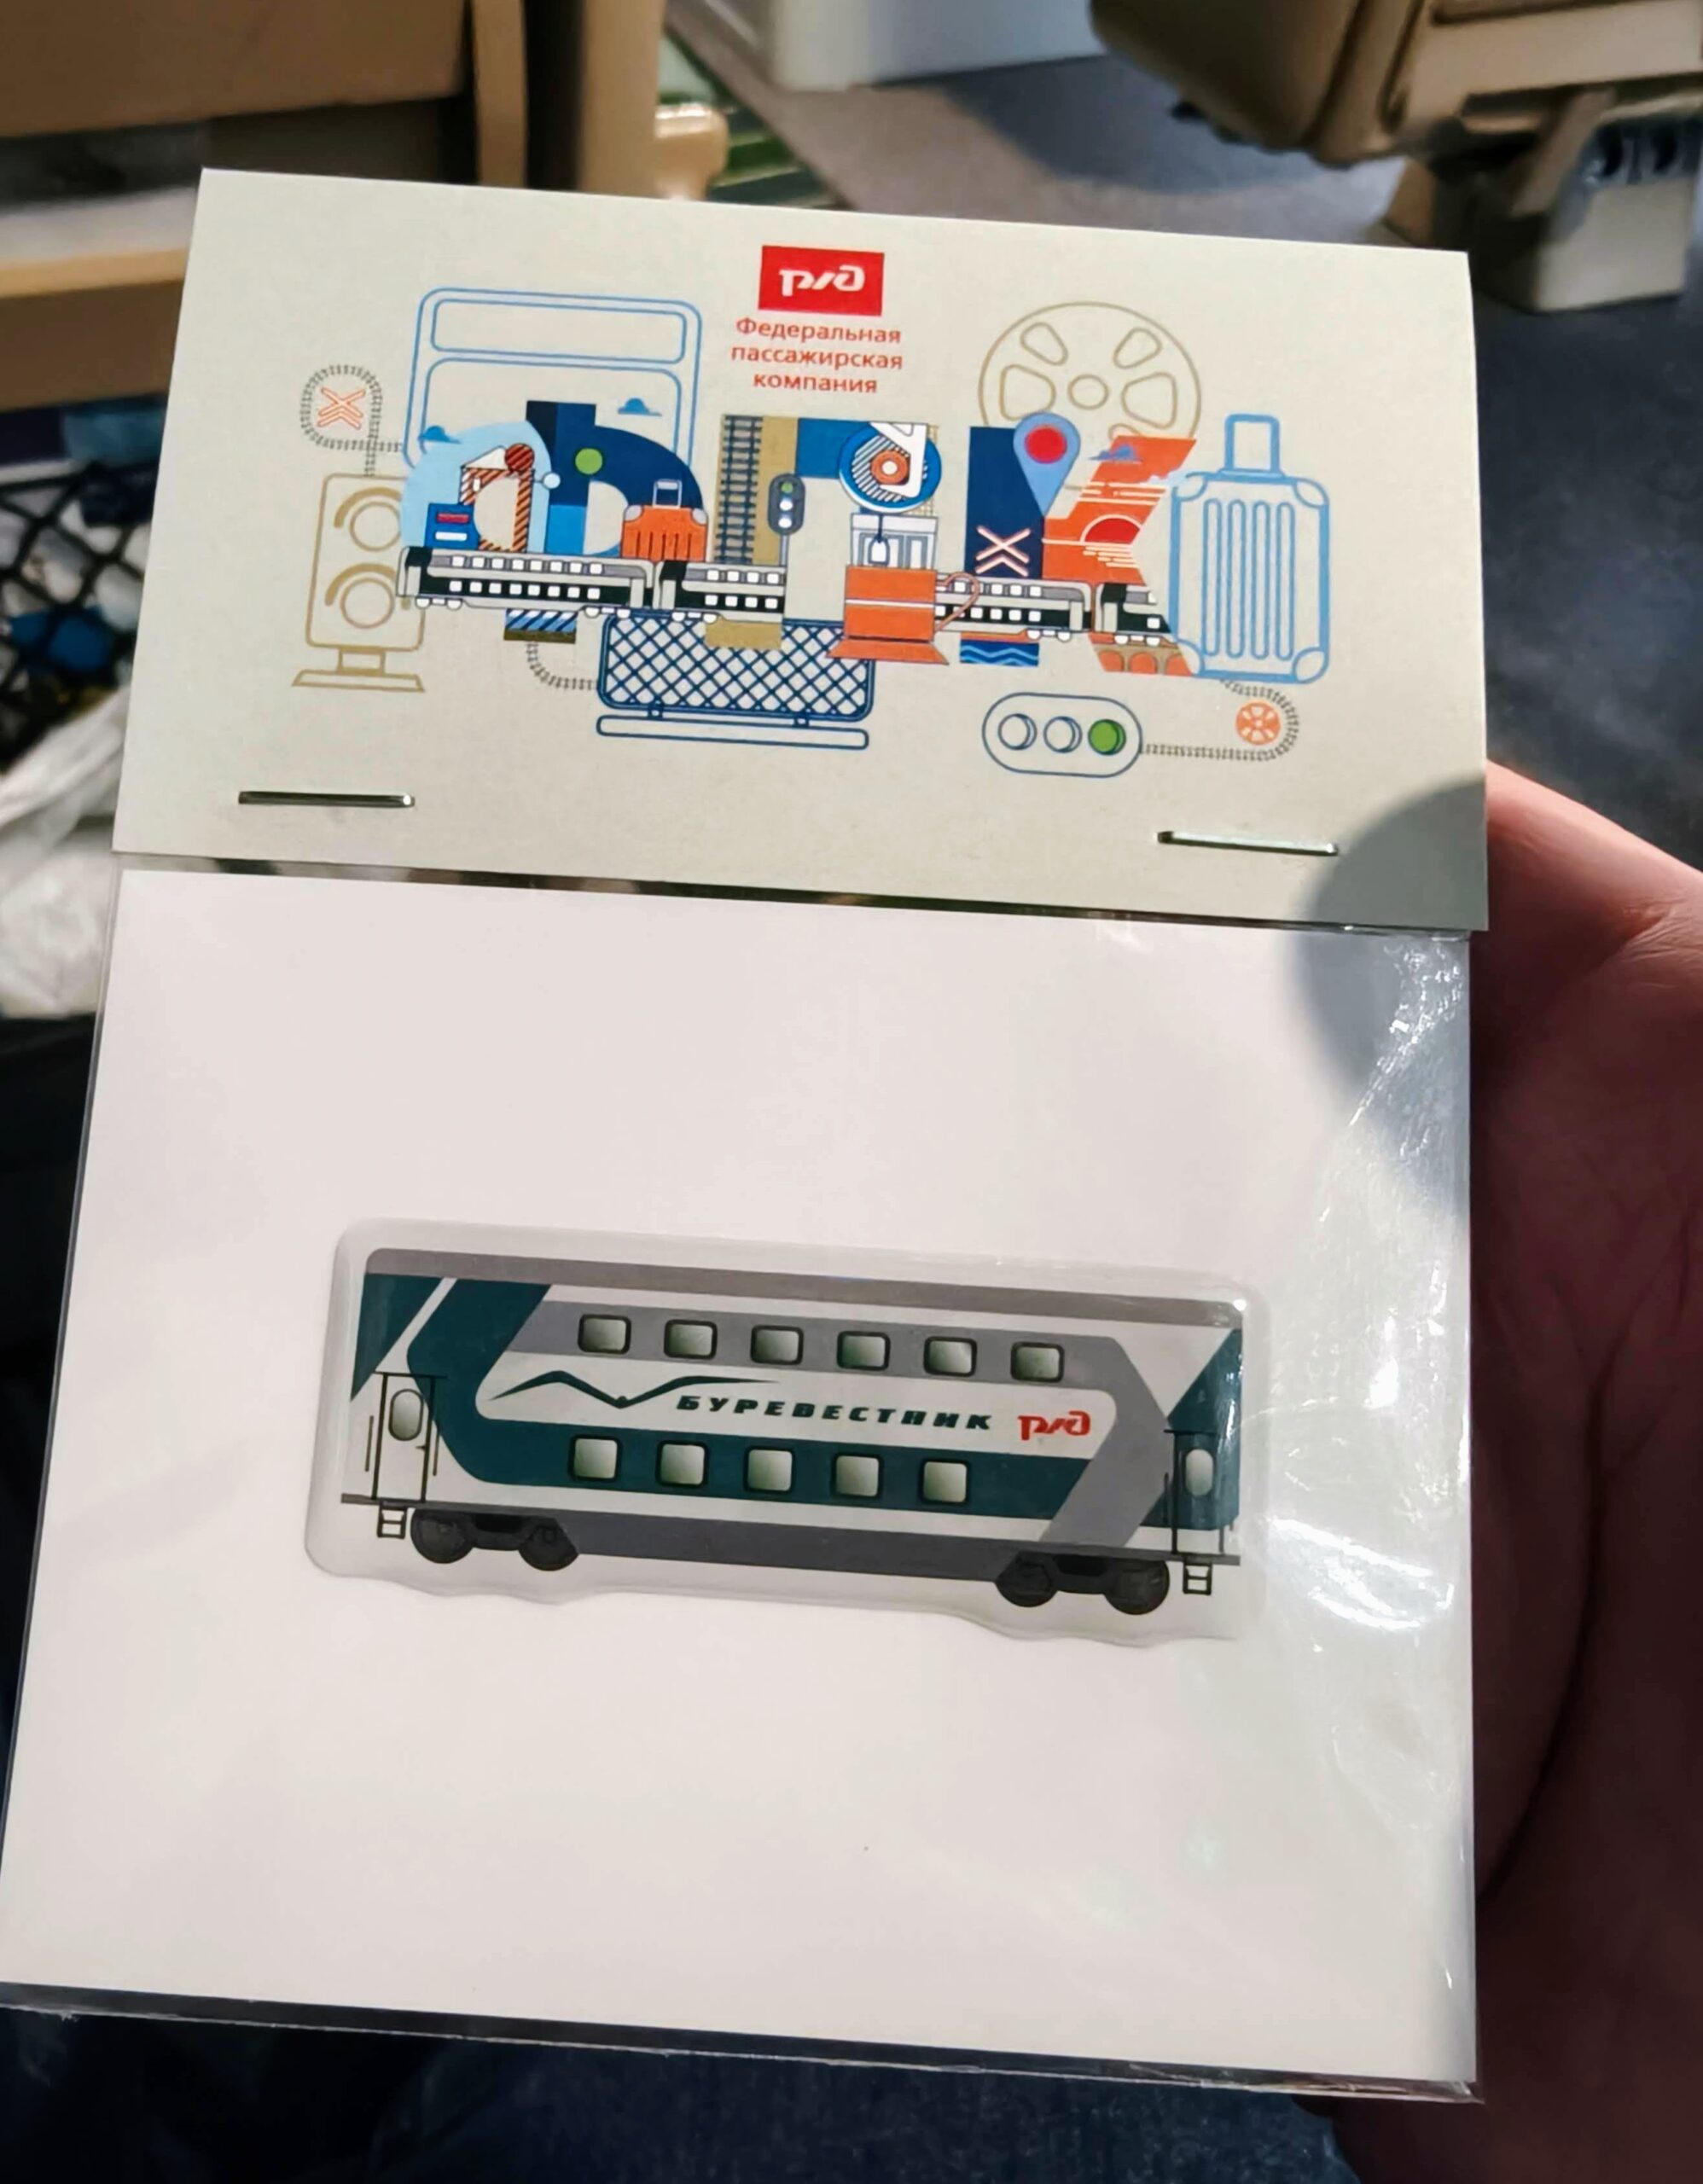 ржд
Федеральная
пассажирская
компания
ФПК
БУРЕВЕСТНИК ржд